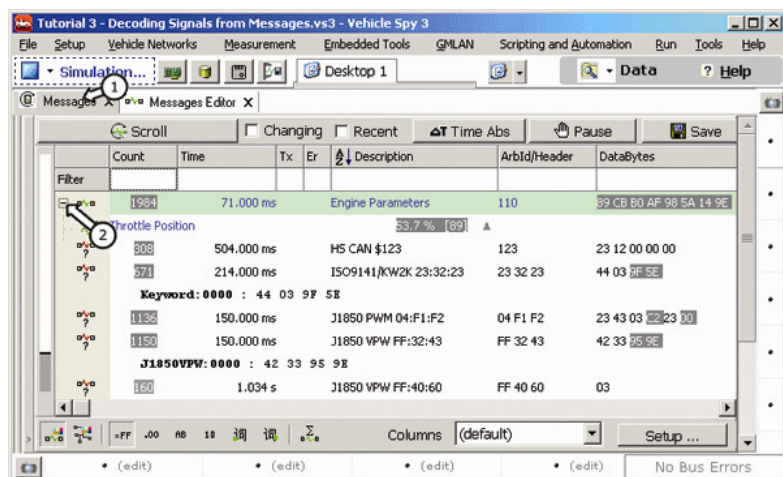 Tutorial 3 - Decoding Signals from Messages.vs3 - Vehicle Spy 3
File Setup Vehicle Networks Measurement Embedded Tools GMLAN Scripting and Automation Run Tools Help
Simulation... Desktop 1 Data ? Help
1
Messages X Messages Editor X
Scroll Changing Recent ΔT Time Abs Pause Save
Count Time Tx Er Description ArbId/Header DataBytes
Filter
1984 71.000 ms Engine Parameters 110 89 CB B0 AF 98 5A 14 9E
2
Throttle Position 53.7 % [89]
308 504.000 ms HS CAN $123 123 23 12 00 00 00
671 214.000 ms ISO9141/KW2K 23:32:23 23 32 23 44 03 9F 5E
Keyword:0000 : 44 03 9F 5E
1136 150.000 ms J1850 PWM 04:F1:F2 04 F1 F2 23 43 03 C2 23 00
1150 150.000 ms J1850 VPW FF:32:43 FF 32 43 42 33 95 9E
J1850VPW:0000 : 42 33 95 9E
160 1.034 s J1850 VPW FF:40:60 FF 40 60 03
=FF .00 AB 10 Columns (default) Setup ...
(edit) (edit) (edit) (edit) No Bus Errors